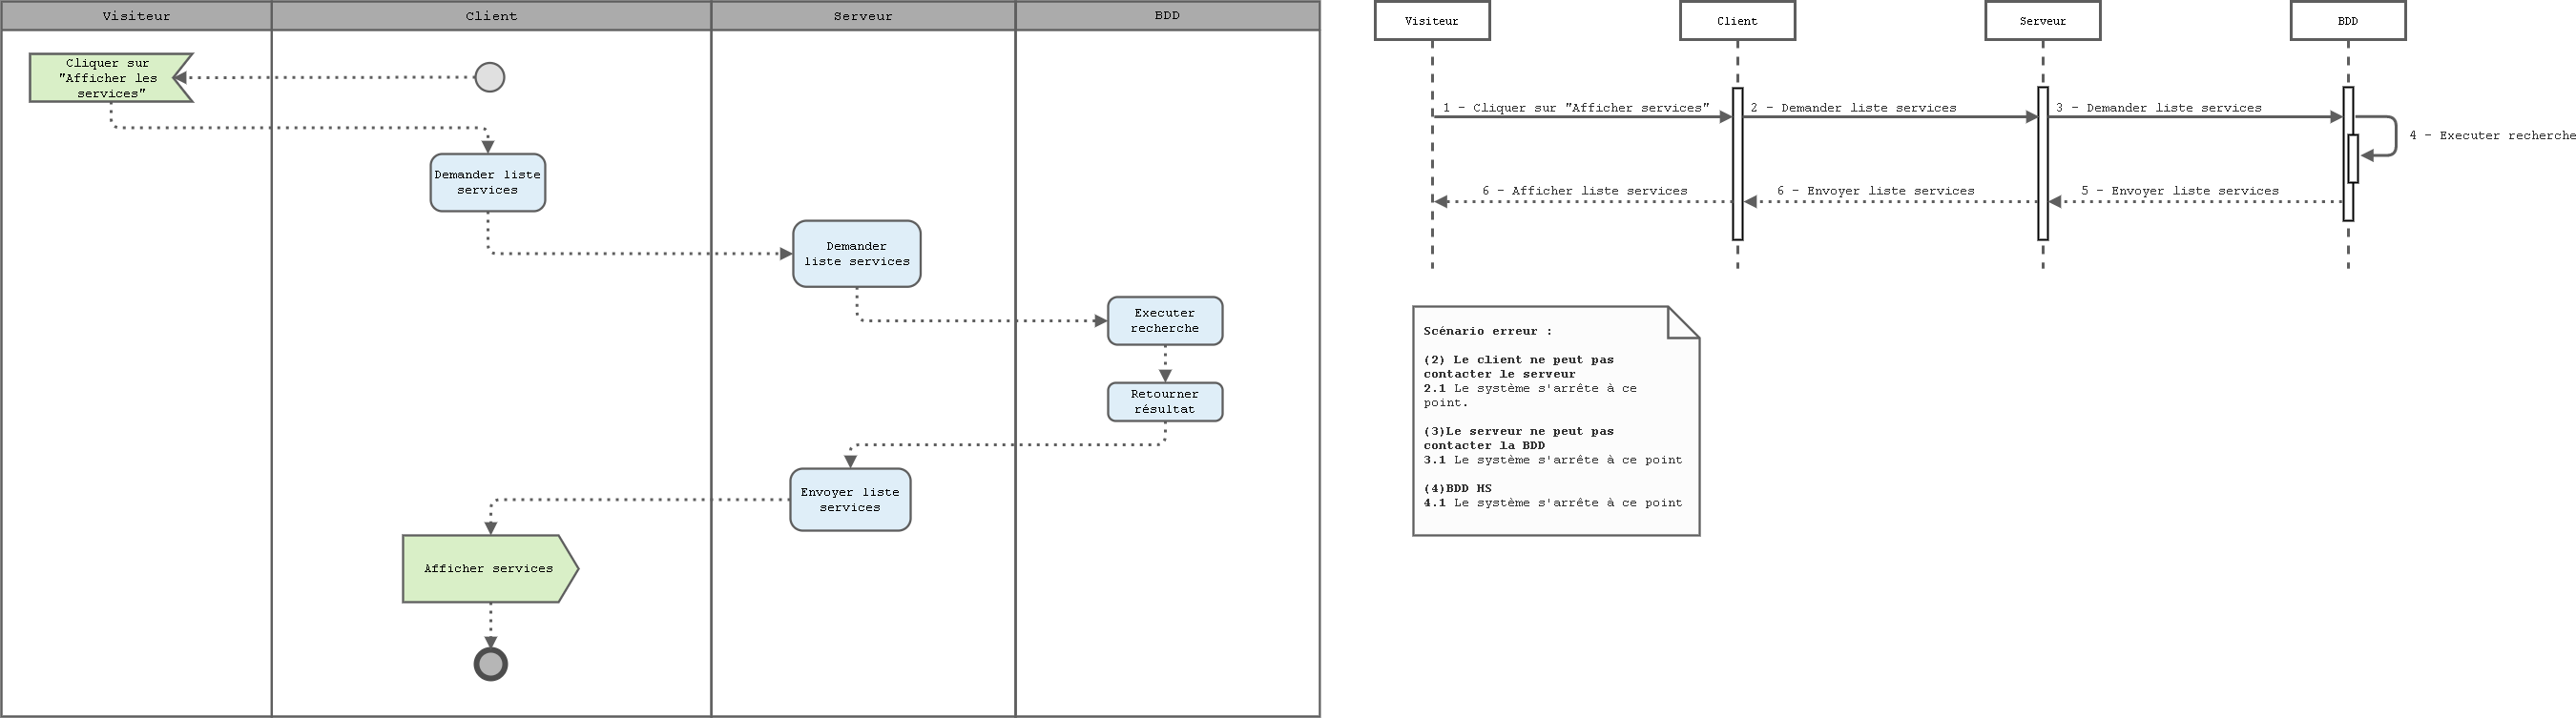 Visiteur
Client
Serveur
BDD
Cliquer sur
"Afficher les
services"
Demander liste
services
Demander
liste services
Executer
recherche
Retourner
résultat
Envoyer liste
services
Afficher services
Visiteur
Client
Serveur
BDD
1 - Cliquer sur "Afficher services"
2 - Demander liste services
3 - Demander liste services
4 - Executer recherche
6 - Afficher liste services
6 - Envoyer liste services
5 - Envoyer liste services
Scénario erreur :
(2) Le client ne peut pas
contacter le serveur
2.1 Le système s'arrête à ce
point.
(3)Le serveur ne peut pas
contacter la BDD
3.1 Le système s'arrête à ce point
(4)BDD HS
4.1 Le système s'arrête à ce point